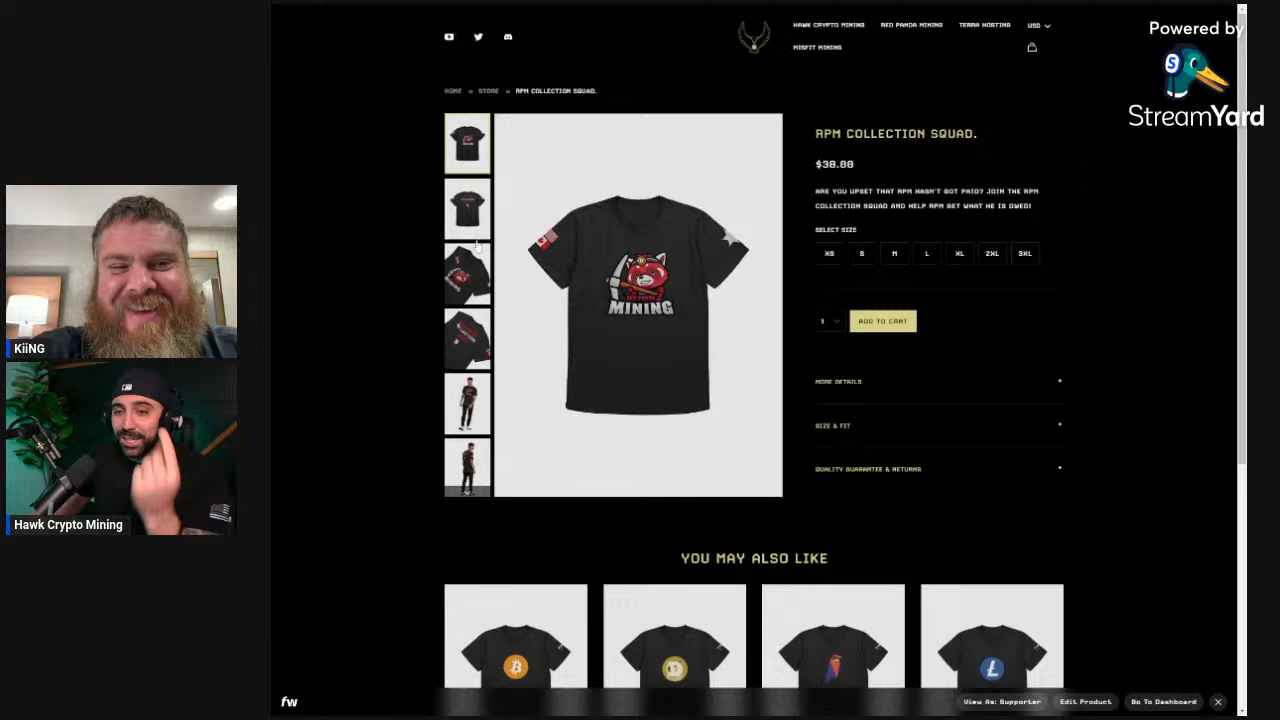 HAWK CRYPTO MINING
RED PANDA MINING
TERRA HOSTING
USD
MISFIT MINING
Powered by
StreamYard
HOME » STORE » RPM COLLECTION SQUAD.
RPM COLLECTION SQUAD.
$30.00
ARE YOU UPSET THAT RPM HASN'T GOT PAID? JOIN THE RPM
COLLECTION SQUAD AND HELP RPM GET WHAT HE IS OWED!
SELECT SIZE
XS S M L XL 2XL 3XL
MINING
1
ADD TO CART
MORE DETAILS +
SIZE & FIT +
QUALITY GUARANTEE & RETURNS +
KiiNG
Hawk Crypto Mining
YOU MAY ALSO LIKE
fw
View As: Supporter
Edit Product
Go To Dashboard